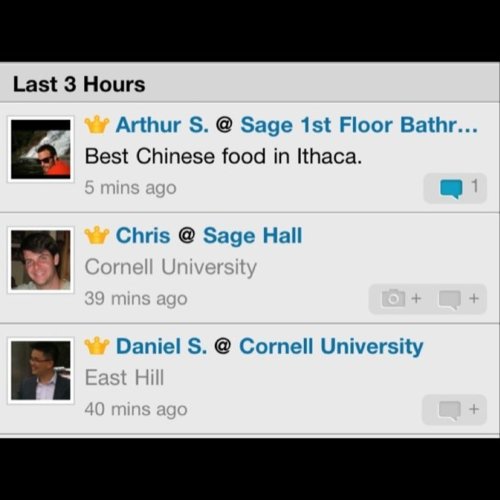 Last 3 Hours
Arthur S. @ Sage 1st Floor Bathr...
Best Chinese food in Ithaca.
5 mins ago
1
Chris @ Sage Hall
Cornell University
39 mins ago
+ +
Daniel S. @ Cornell University
East Hill
40 mins ago
+